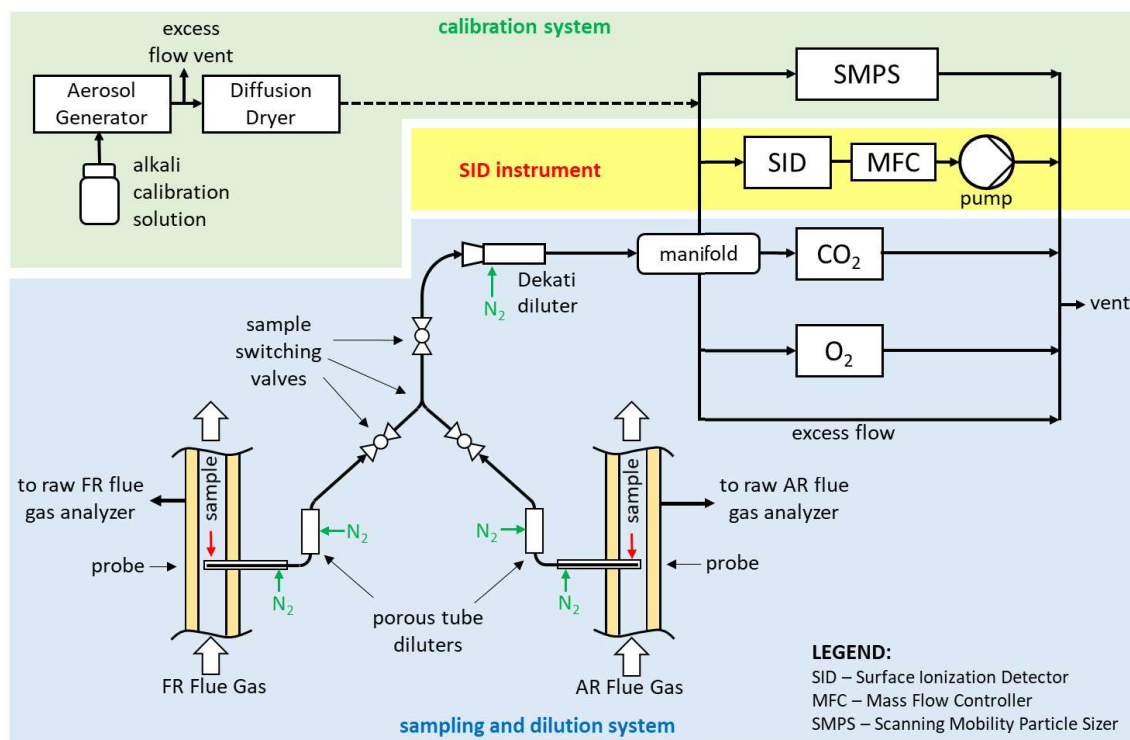 calibration system
excess
flow vent
Aerosol
Generator
Diffusion
Dryer
SMPS
alkali
calibration
solution
SID instrument
SID
MFC
pump
manifold
CO₂
Dekati
diluter
N₂
vent
sample
switching
valves
O₂
excess flow
to raw FR flue
gas analyzer
sample
N₂
N₂
sample
to raw AR flue
gas analyzer
probe
N₂
porous tube
diluters
N₂
probe
FR Flue Gas
AR Flue Gas
sampling and dilution system
LEGEND:
SID – Surface Ionization Detector
MFC – Mass Flow Controller
SMPS – Scanning Mobility Particle Sizer